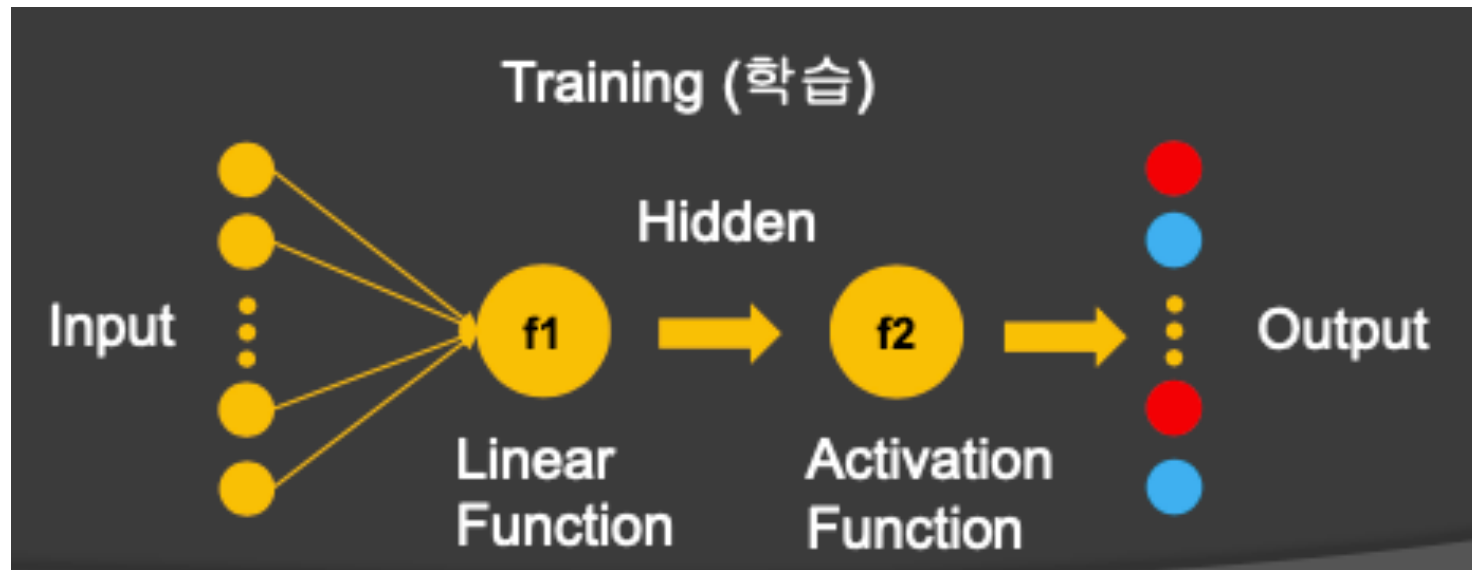 Training (학습)
Hidden
Input
f1
f2
Output
Linear
Function
Activation
Function